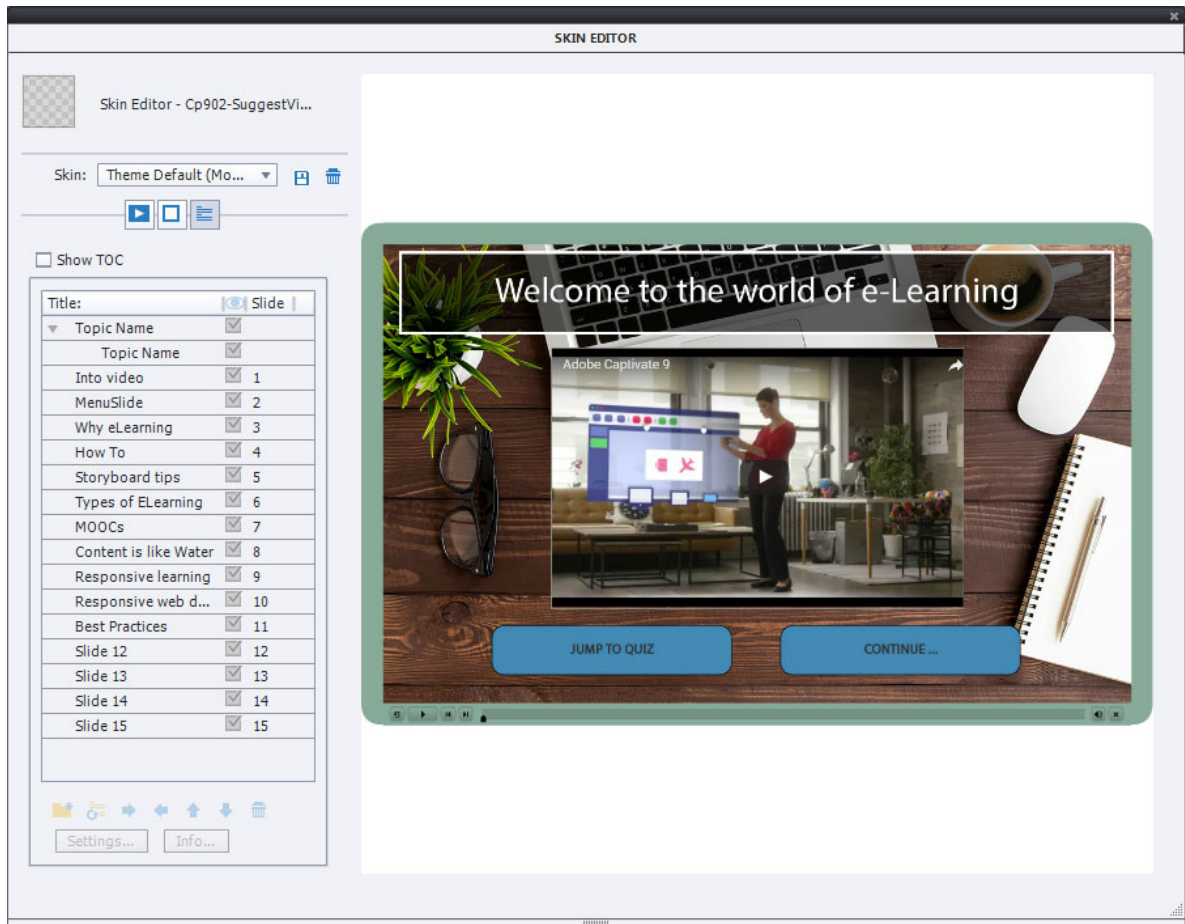 SKIN EDITOR
Skin Editor - Cp902-SuggestVi...
Skin: Theme Default (Mo...
Show TOC
Title: Slide
Topic Name
Topic Name
Into video 1
MenuSlide 2
Why eLearning 3
How To 4
Storyboard tips 5
Types of ELearning 6
MOOCs 7
Content is like Water 8
Responsive learning 9
Responsive web d... 10
Best Practices 11
Slide 12 12
Slide 13 13
Slide 14 14
Slide 15 15
Settings... Info...
Welcome to the world of e-Learning
Adobe Captivate 9
JUMP TO QUIZ
CONTINUE ...